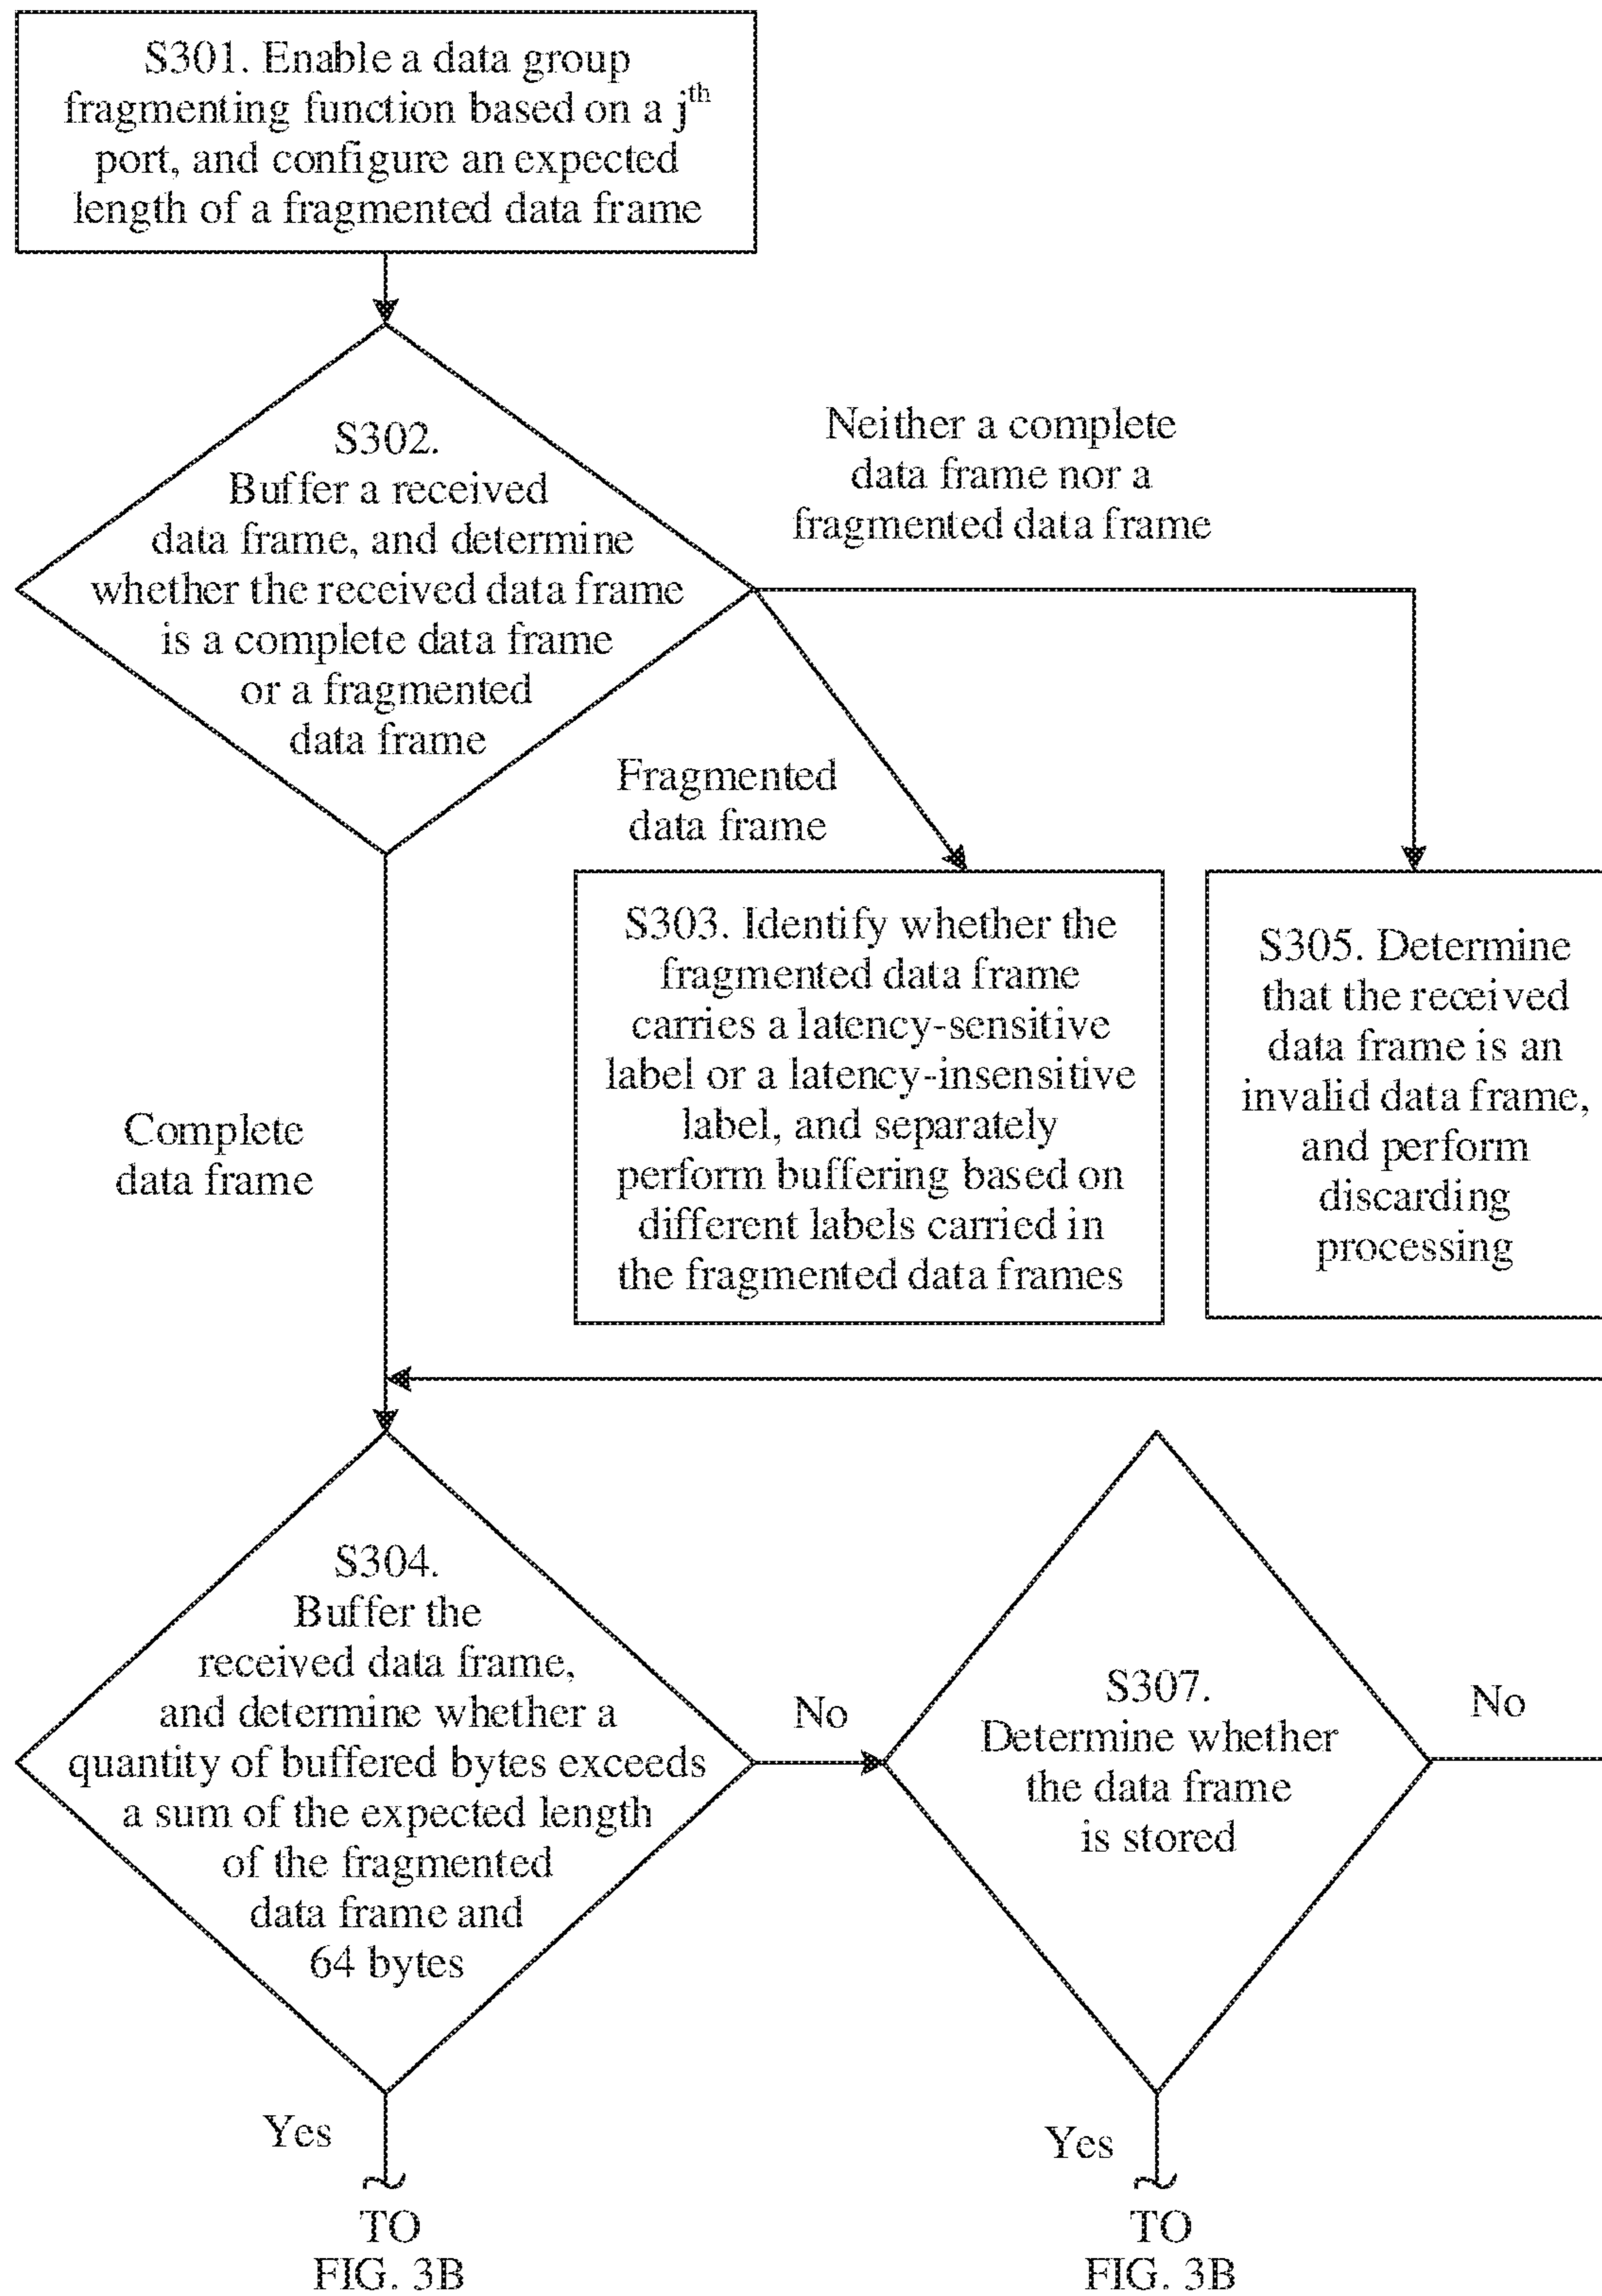 S301. Enable a data group
fragmenting function based on a jth
port, and configure an expected
length of a fragmented data frame
S302.
Buffer a received
data frame, and determine
whether the received data frame
is a complete data frame
or a fragmented
data frame
Neither a complete
data frame nor a
fragmented data frame
Fragmented
data frame
Complete
data frame
S303. Identify whether the
fragmented data frame
carries a latency-sensitive
label or a latency-insensitive
label, and separately
perform buffering based on
different labels carried in
the fragmented data frames
S305. Determine
that the received
data frame is an
invalid data frame,
and perform
discarding
processing
S304.
Buffer the
received data frame,
and determine whether a
quantity of buffered bytes exceeds
a sum of the expected length
of the fragmented
data frame and
64 bytes
No
S307.
Determine whether
the data frame
is stored
No
Yes
TO
FIG. 3B
Yes
TO
FIG. 3B